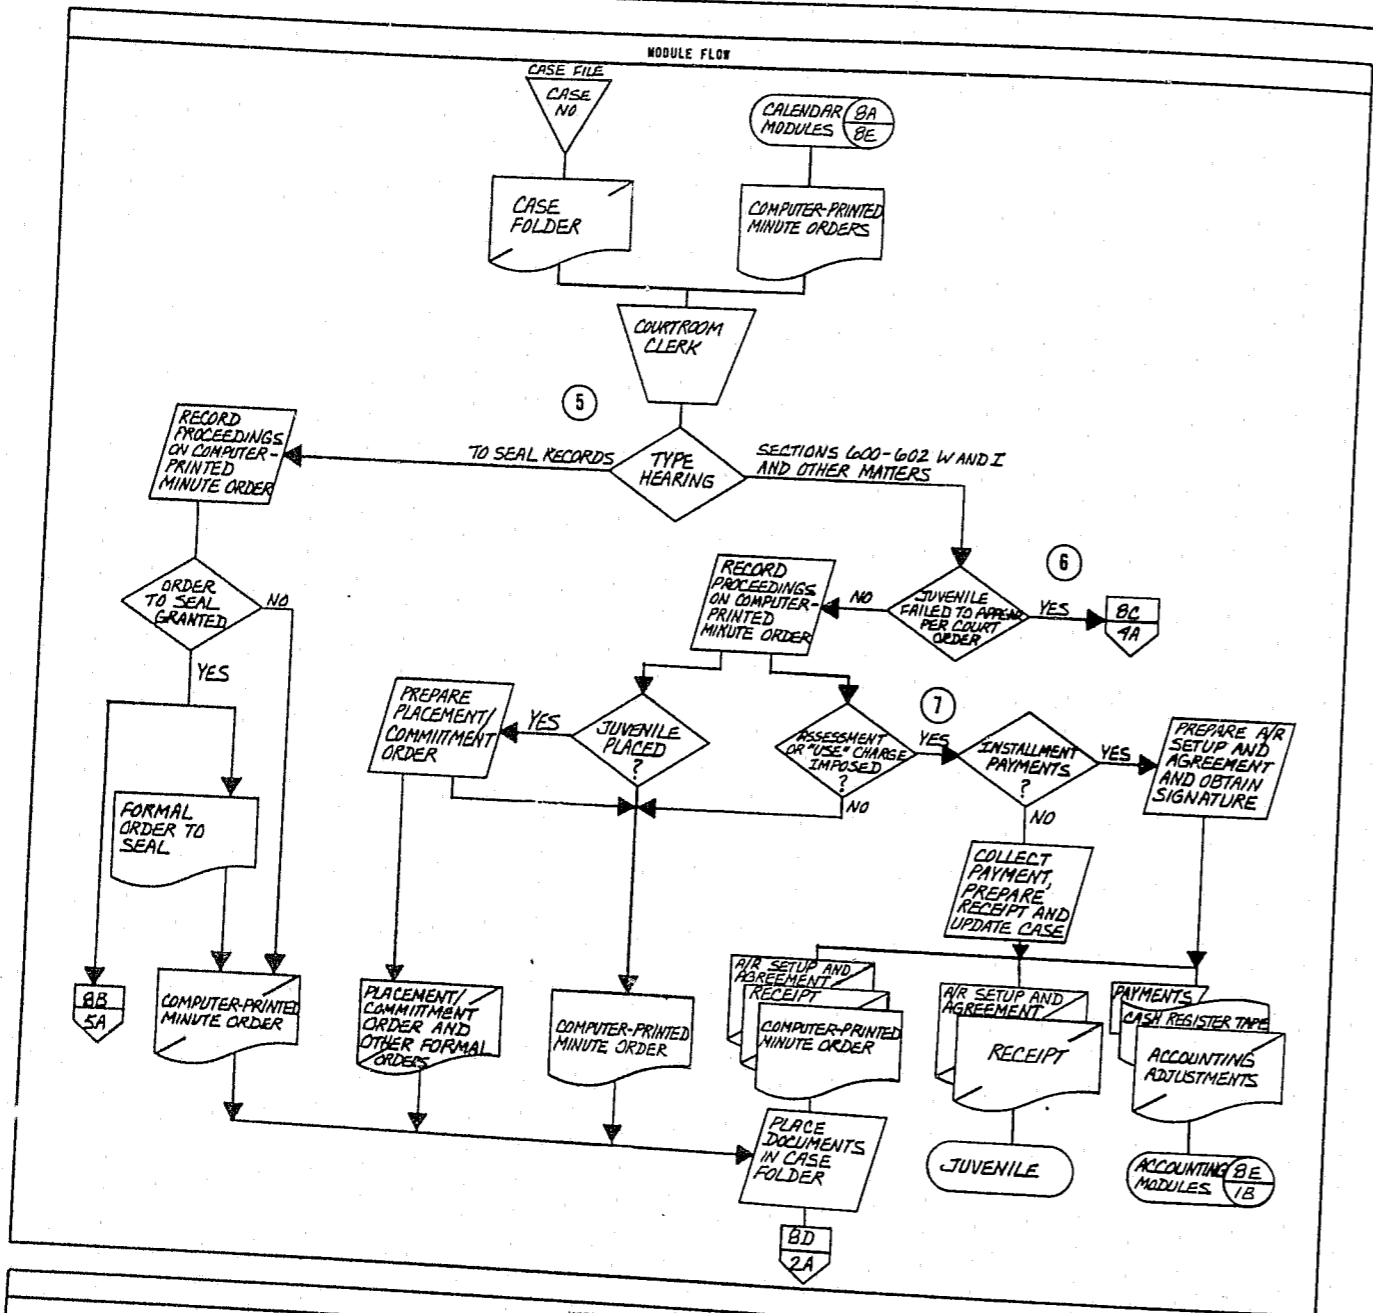 MODULE FLOW
CASE FILE
CASE
NO
CALENDAR
MODULES
8A
8E
CASE
FOLDER
COMPUTER-PRINTED
MINUTE ORDERS
COURTROOM
CLERK
5
TYPE
HEARING
TO SEAL RECORDS
SECTIONS 600-602 W AND I
AND OTHER MATTERS
RECORD
PROCEEDINGS
ON COMPUTER-
PRINTED
MINUTE ORDER
ORDER
TO SEAL
GRANTED
NO
YES
6
JUVENILE
FAILED TO APPEAR
PER COURT
ORDER
NO
YES
8C
4A
RECORD
PROCEEDINGS
ON COMPUTER-
PRINTED
MINUTE ORDER
PREPARE
PLACEMENT/
COMMITMENT
ORDER
YES
JUVENILE
PLACED
?
ASSESSMENT
OR "USE" CHARGE
IMPOSED
?
NO
7
YES
INSTALLMENT
PAYMENTS
?
YES
NO
PREPARE A/R
SETUP AND
AGREEMENT
AND OBTAIN
SIGNATURE
FORMAL
ORDER TO
SEAL
COLLECT
PAYMENT,
PREPARE
RECEIPT AND
UPDATE CASE
8B
5A
COMPUTER-PRINTED
MINUTE ORDER
PLACEMENT/
COMMITMENT
ORDER AND
OTHER FORMAL
ORDERS
COMPUTER-PRINTED
MINUTE ORDER
A/R SETUP AND
AGREEMENT
RECEIPT
COMPUTER-PRINTED
MINUTE ORDER
A/R SETUP AND
AGREEMENT
RECEIPT
PAYMENTS
CASH REGISTER TAPE
ACCOUNTING
ADJUSTMENTS
PLACE
DOCUMENTS
IN CASE
FOLDER
JUVENILE
ACCOUNTING
MODULES
8E
1B
8D
2A